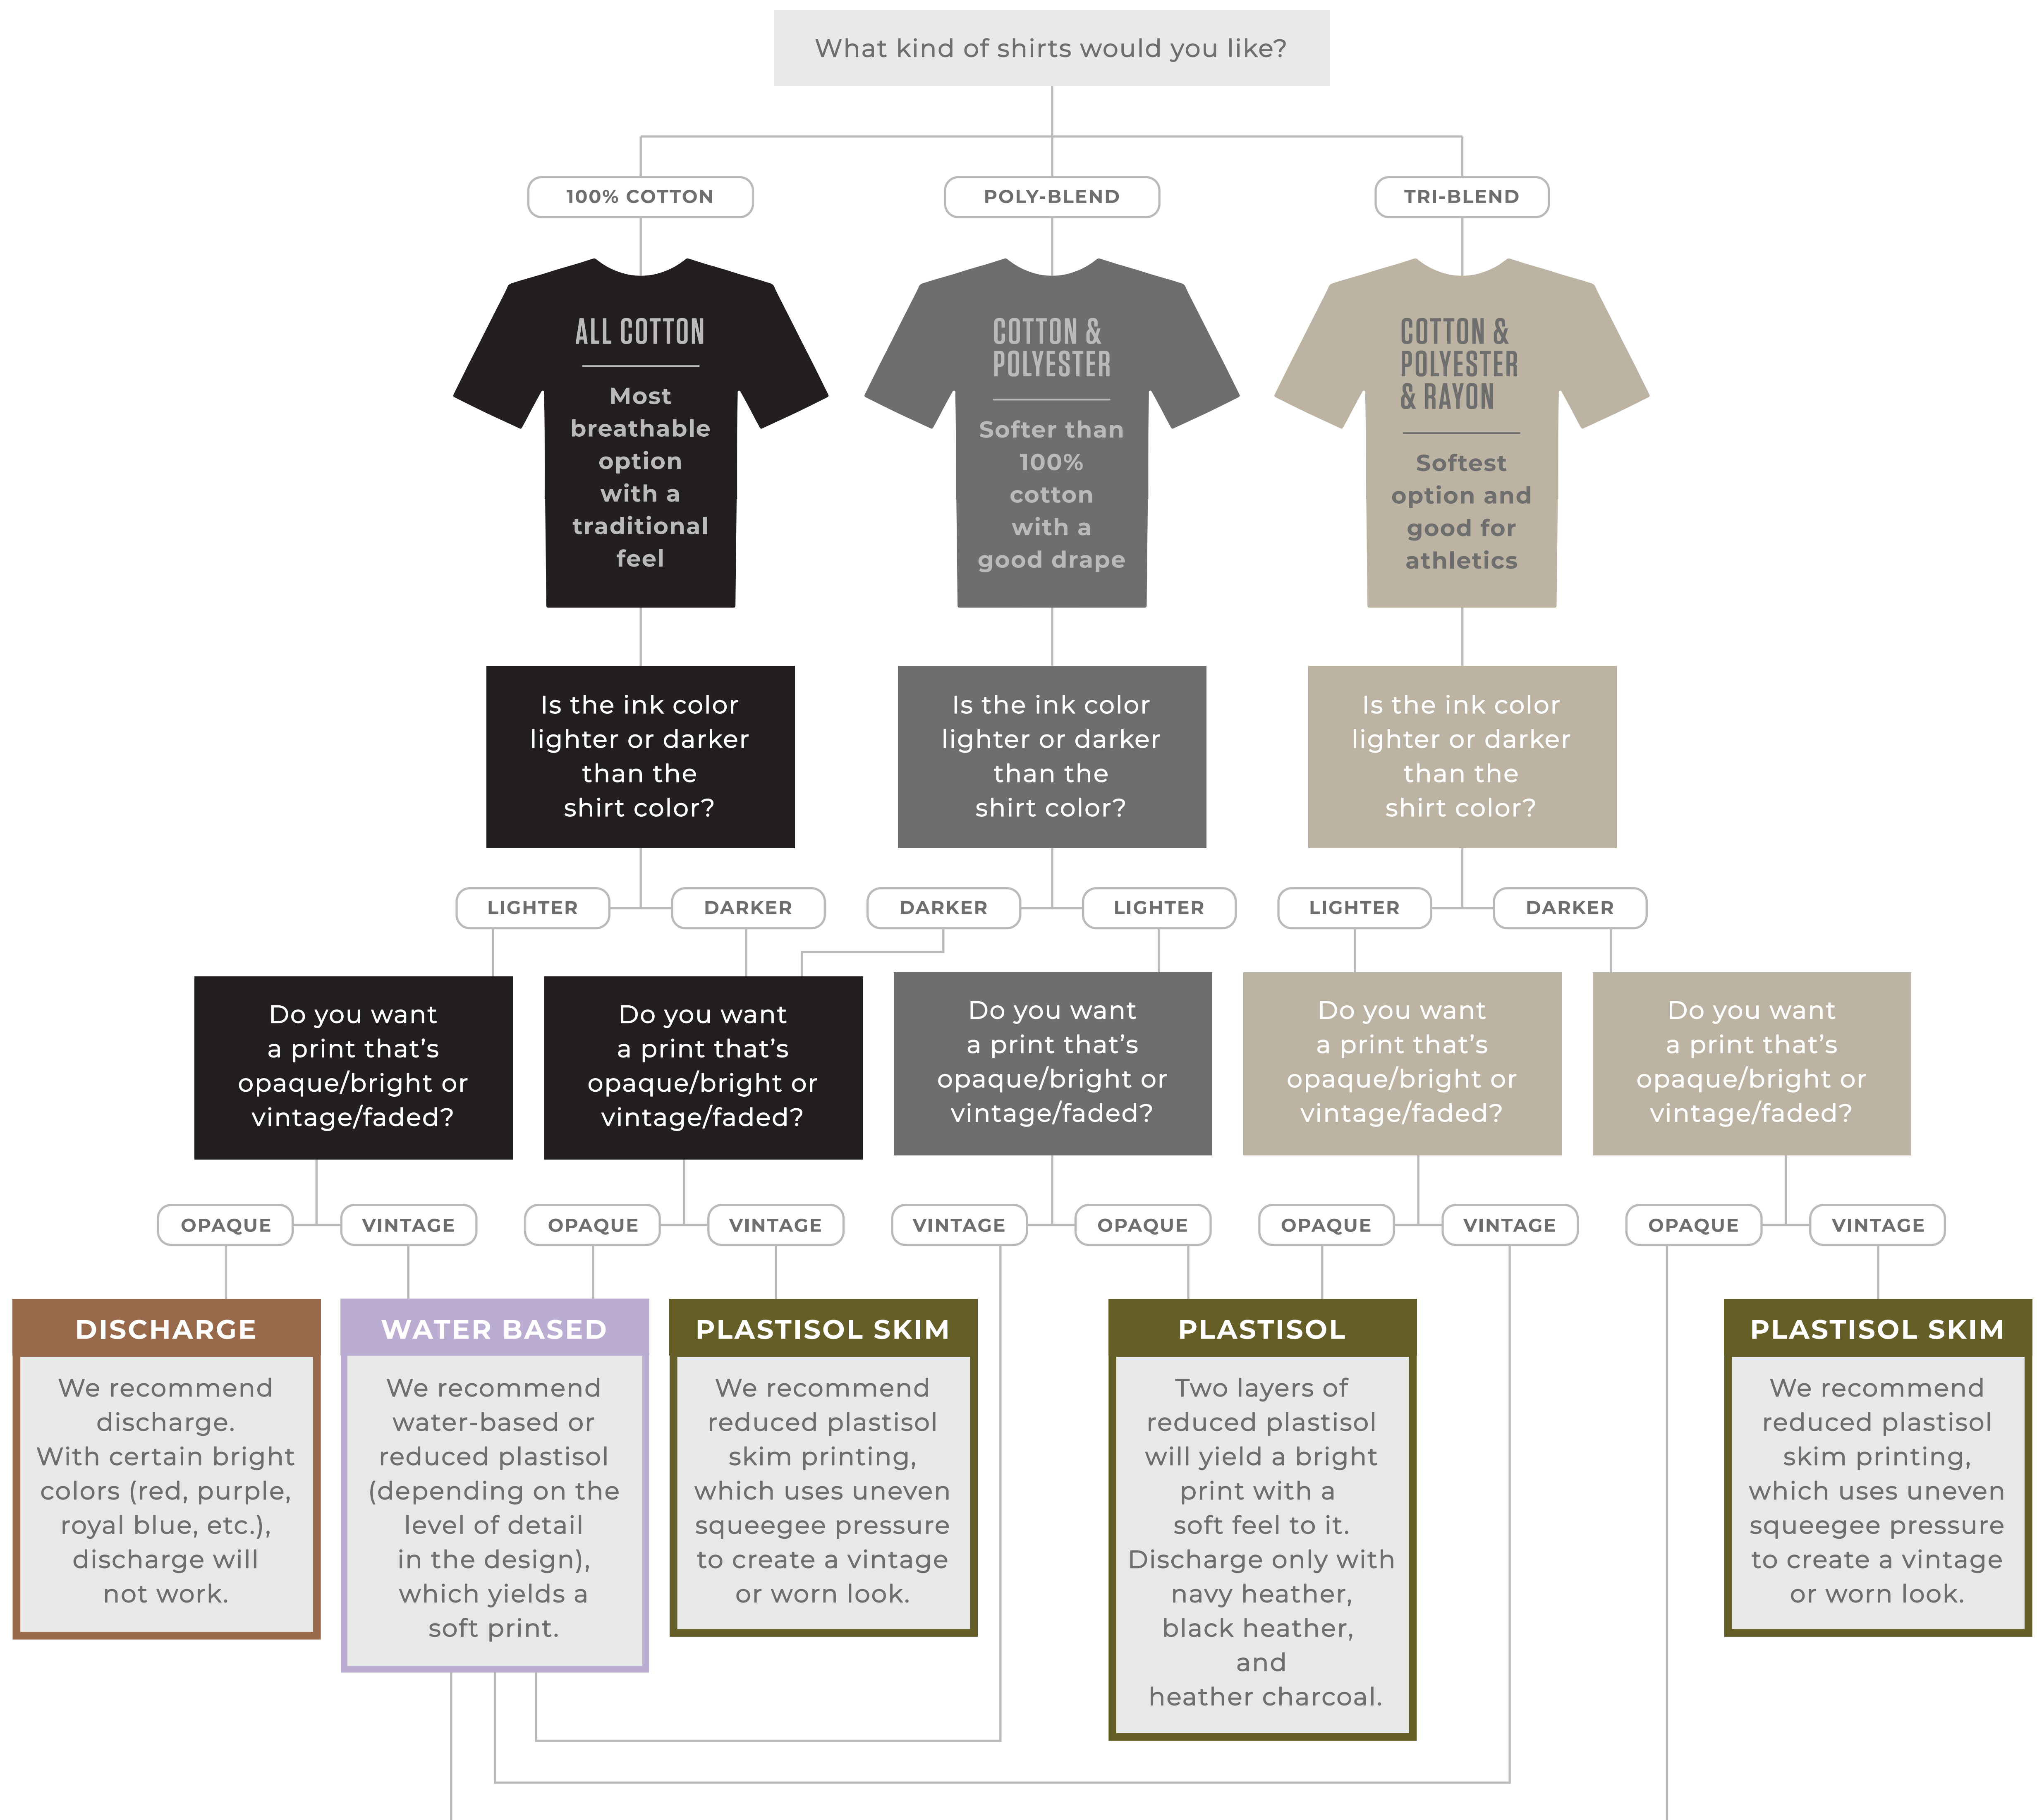 What kind of shirts would you like?
100% COTTON
POLY-BLEND
TRI-BLEND
ALL COTTON
Most
breathable
option
with a
traditional
feel
COTTON &
POLYESTER
Softer than
100%
cotton
with a
good drape
COTTON &
POLYESTER
& RAYON
Softest
option and
good for
athletics
Is the ink color
lighter or darker
than the
shirt color?
Is the ink color
lighter or darker
than the
shirt color?
Is the ink color
lighter or darker
than the
shirt color?
LIGHTER
DARKER
DARKER
LIGHTER
LIGHTER
DARKER
Do you want
a print that’s
opaque/bright or
vintage/faded?
Do you want
a print that’s
opaque/bright or
vintage/faded?
Do you want
a print that’s
opaque/bright or
vintage/faded?
Do you want
a print that’s
opaque/bright or
vintage/faded?
Do you want
a print that’s
opaque/bright or
vintage/faded?
OPAQUE
VINTAGE
OPAQUE
VINTAGE
VINTAGE
OPAQUE
OPAQUE
VINTAGE
OPAQUE
VINTAGE
DISCHARGE
We recommend
discharge.
With certain bright
colors (red, purple,
royal blue, etc.),
discharge will
not work.
WATER BASED
We recommend
water-based or
reduced plastisol
(depending on the
level of detail
in the design),
which yields a
soft print.
PLASTISOL SKIM
We recommend
reduced plastisol
skim printing,
which uses uneven
squeegee pressure
to create a vintage
or worn look.
PLASTISOL
Two layers of
reduced plastisol
will yield a bright
print with a
soft feel to it.
Discharge only with
navy heather,
black heather,
and
heather charcoal.
PLASTISOL SKIM
We recommend
reduced plastisol
skim printing,
which uses uneven
squeegee pressure
to create a vintage
or worn look.